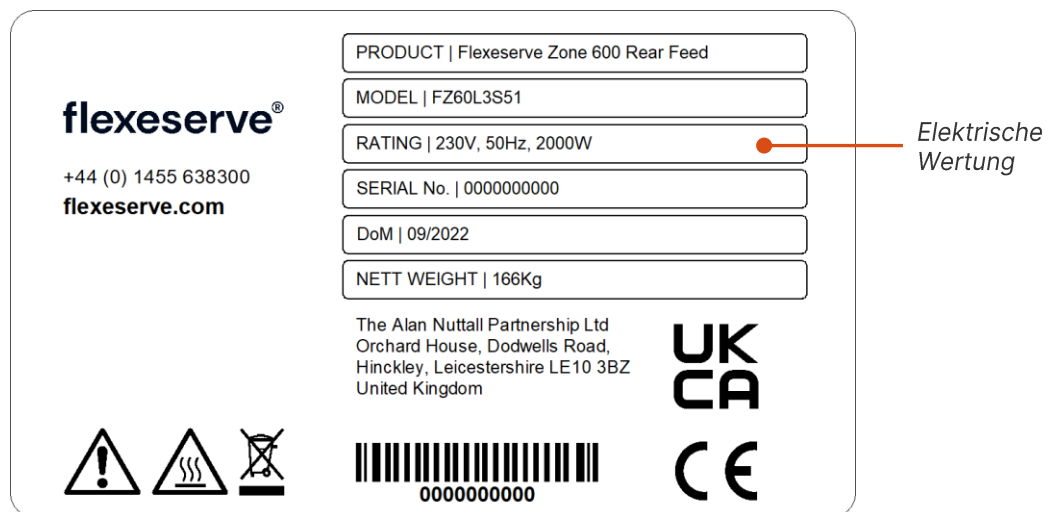 flexeserve®
+44 (0) 1455 638300
flexeserve.com
PRODUCT | Flexeserve Zone 600 Rear Feed
MODEL | FZ60L3S51
RATING | 230V, 50Hz, 2000W
SERIAL No. | 0000000000
DoM | 09/2022
NETT WEIGHT | 166Kg
Elektrische
Wertung
The Alan Nuttall Partnership Ltd
Orchard House, Dodwells Road,
Hinckley, Leicestershire LE10 3BZ
United Kingdom
UK
CA
0000000000
CE